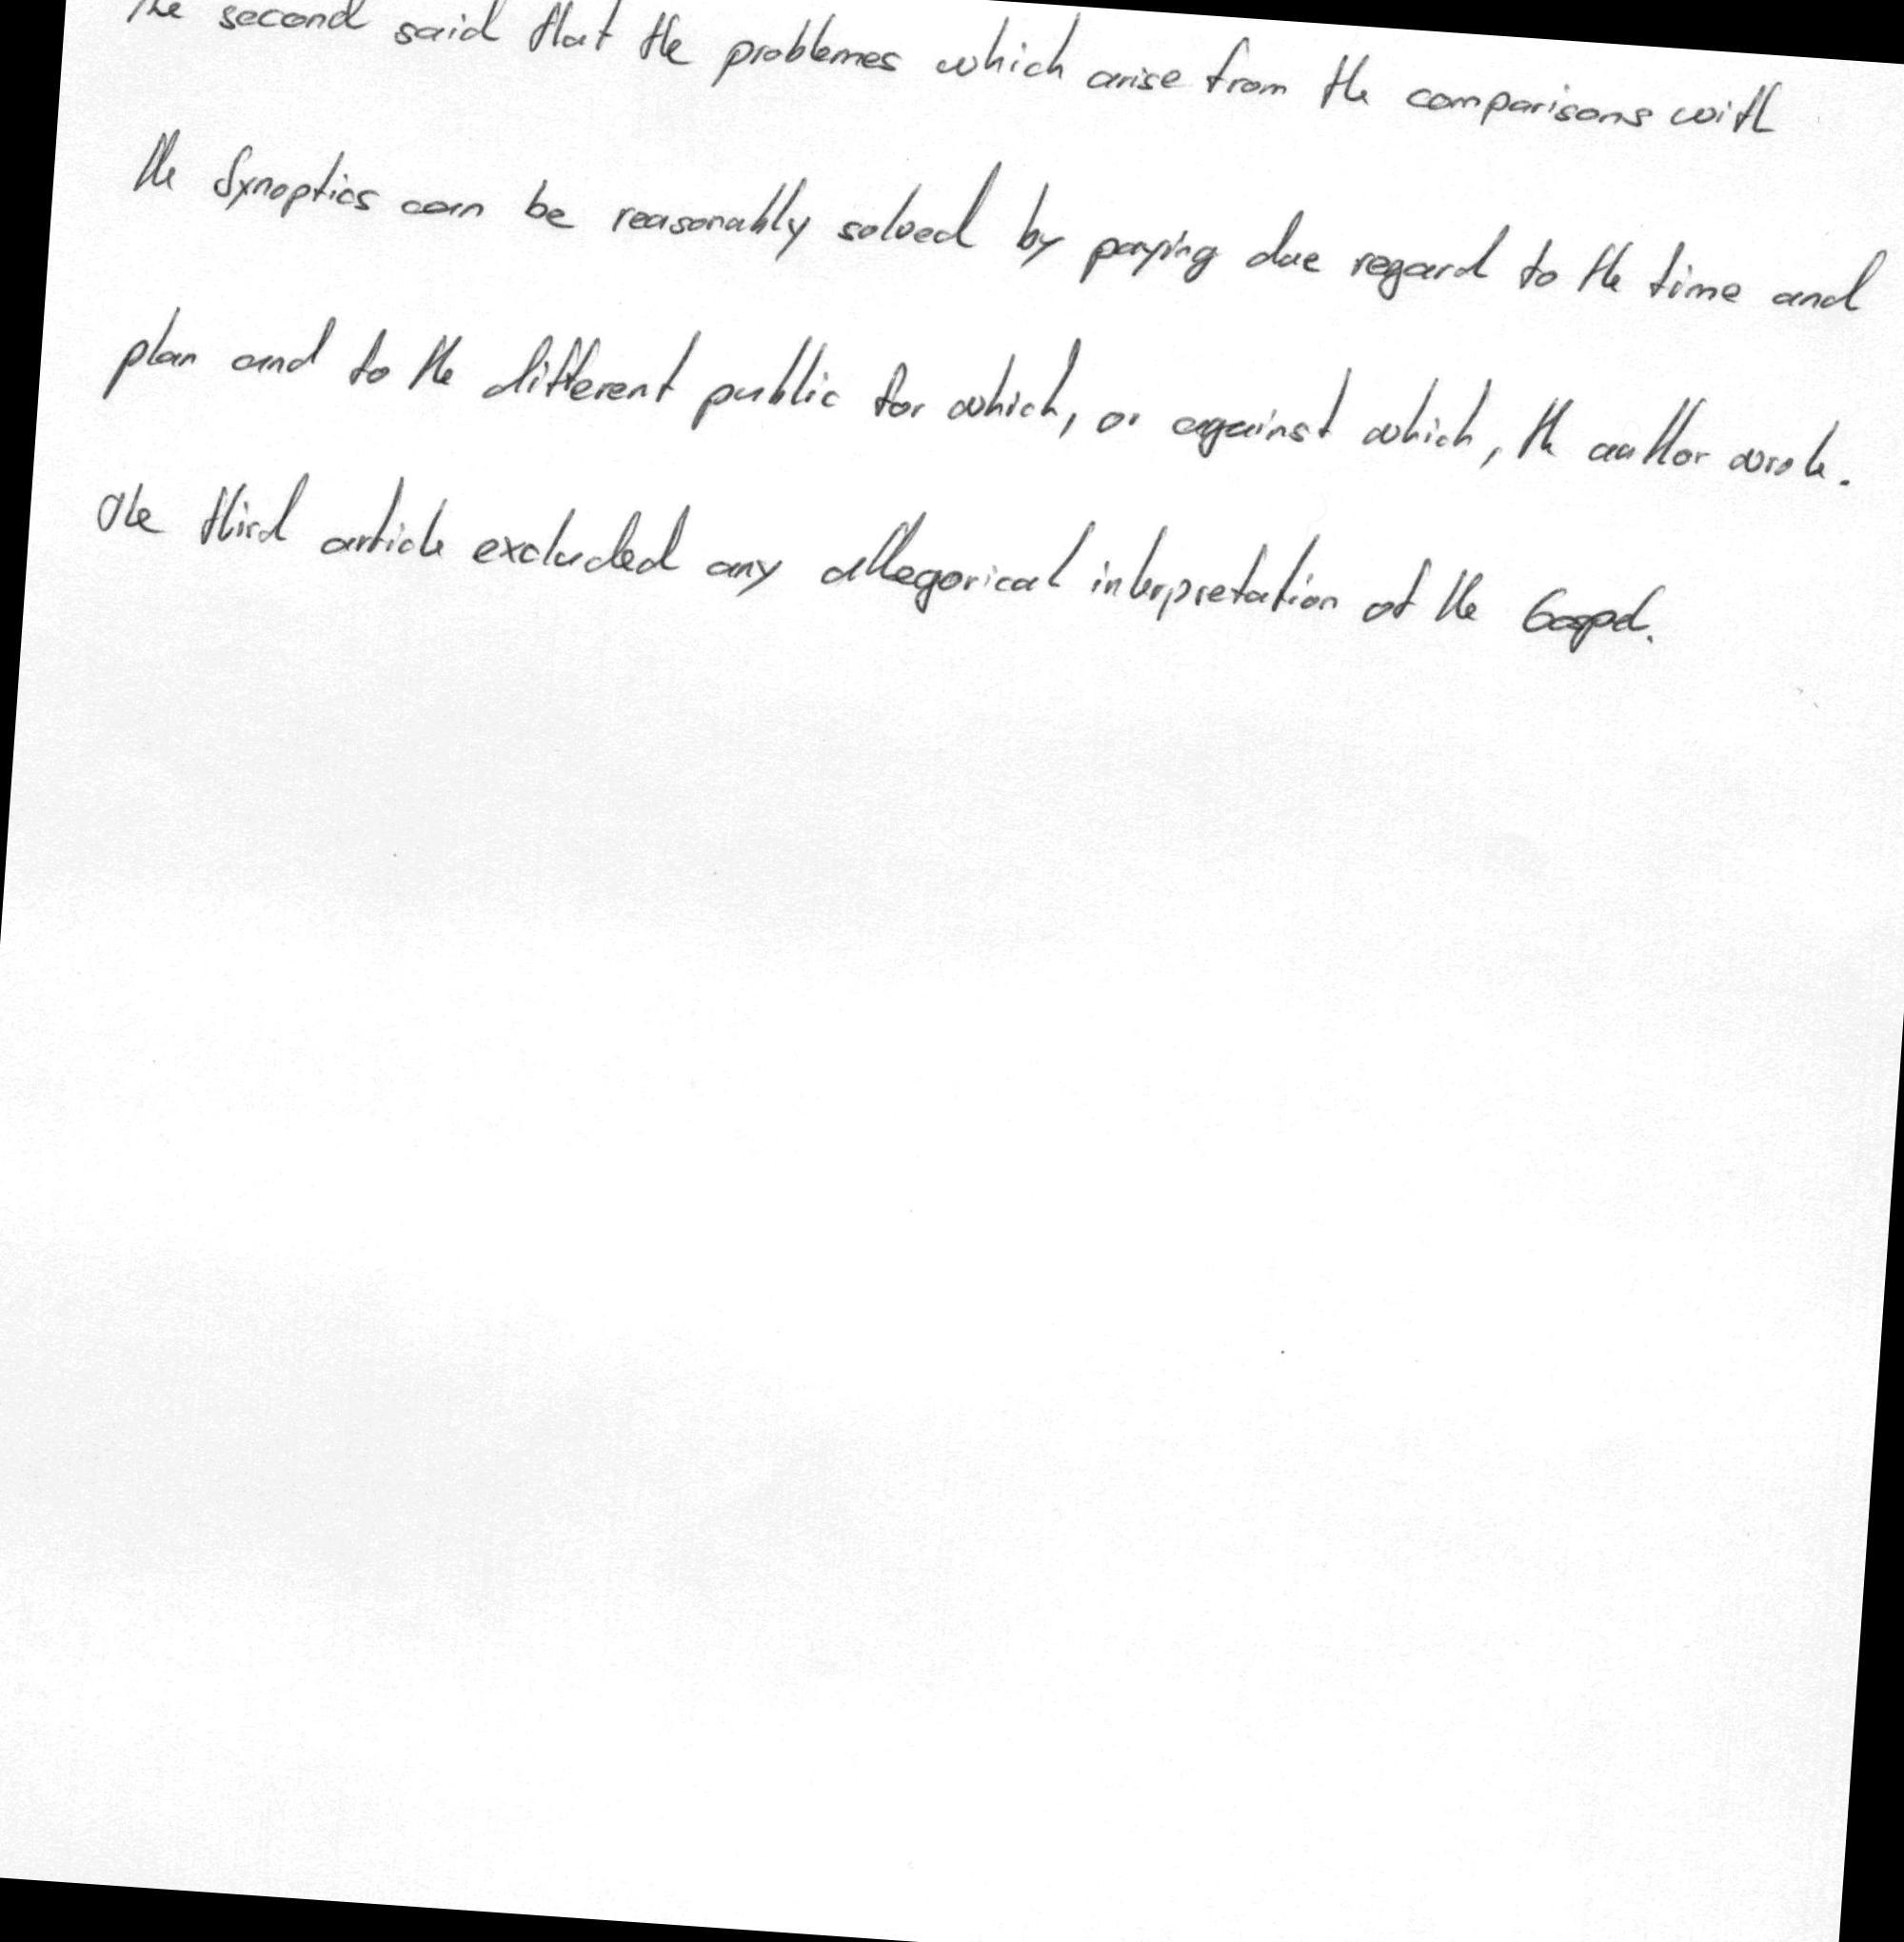 The second said that the problemes which arise from the comparisons with
the Synoptics can be reasonably solved by paying due regard to the time and
plan and to the different public for which, or against which, the author wrote.
The third article excluded any allegorical interpretation of the Gospel.